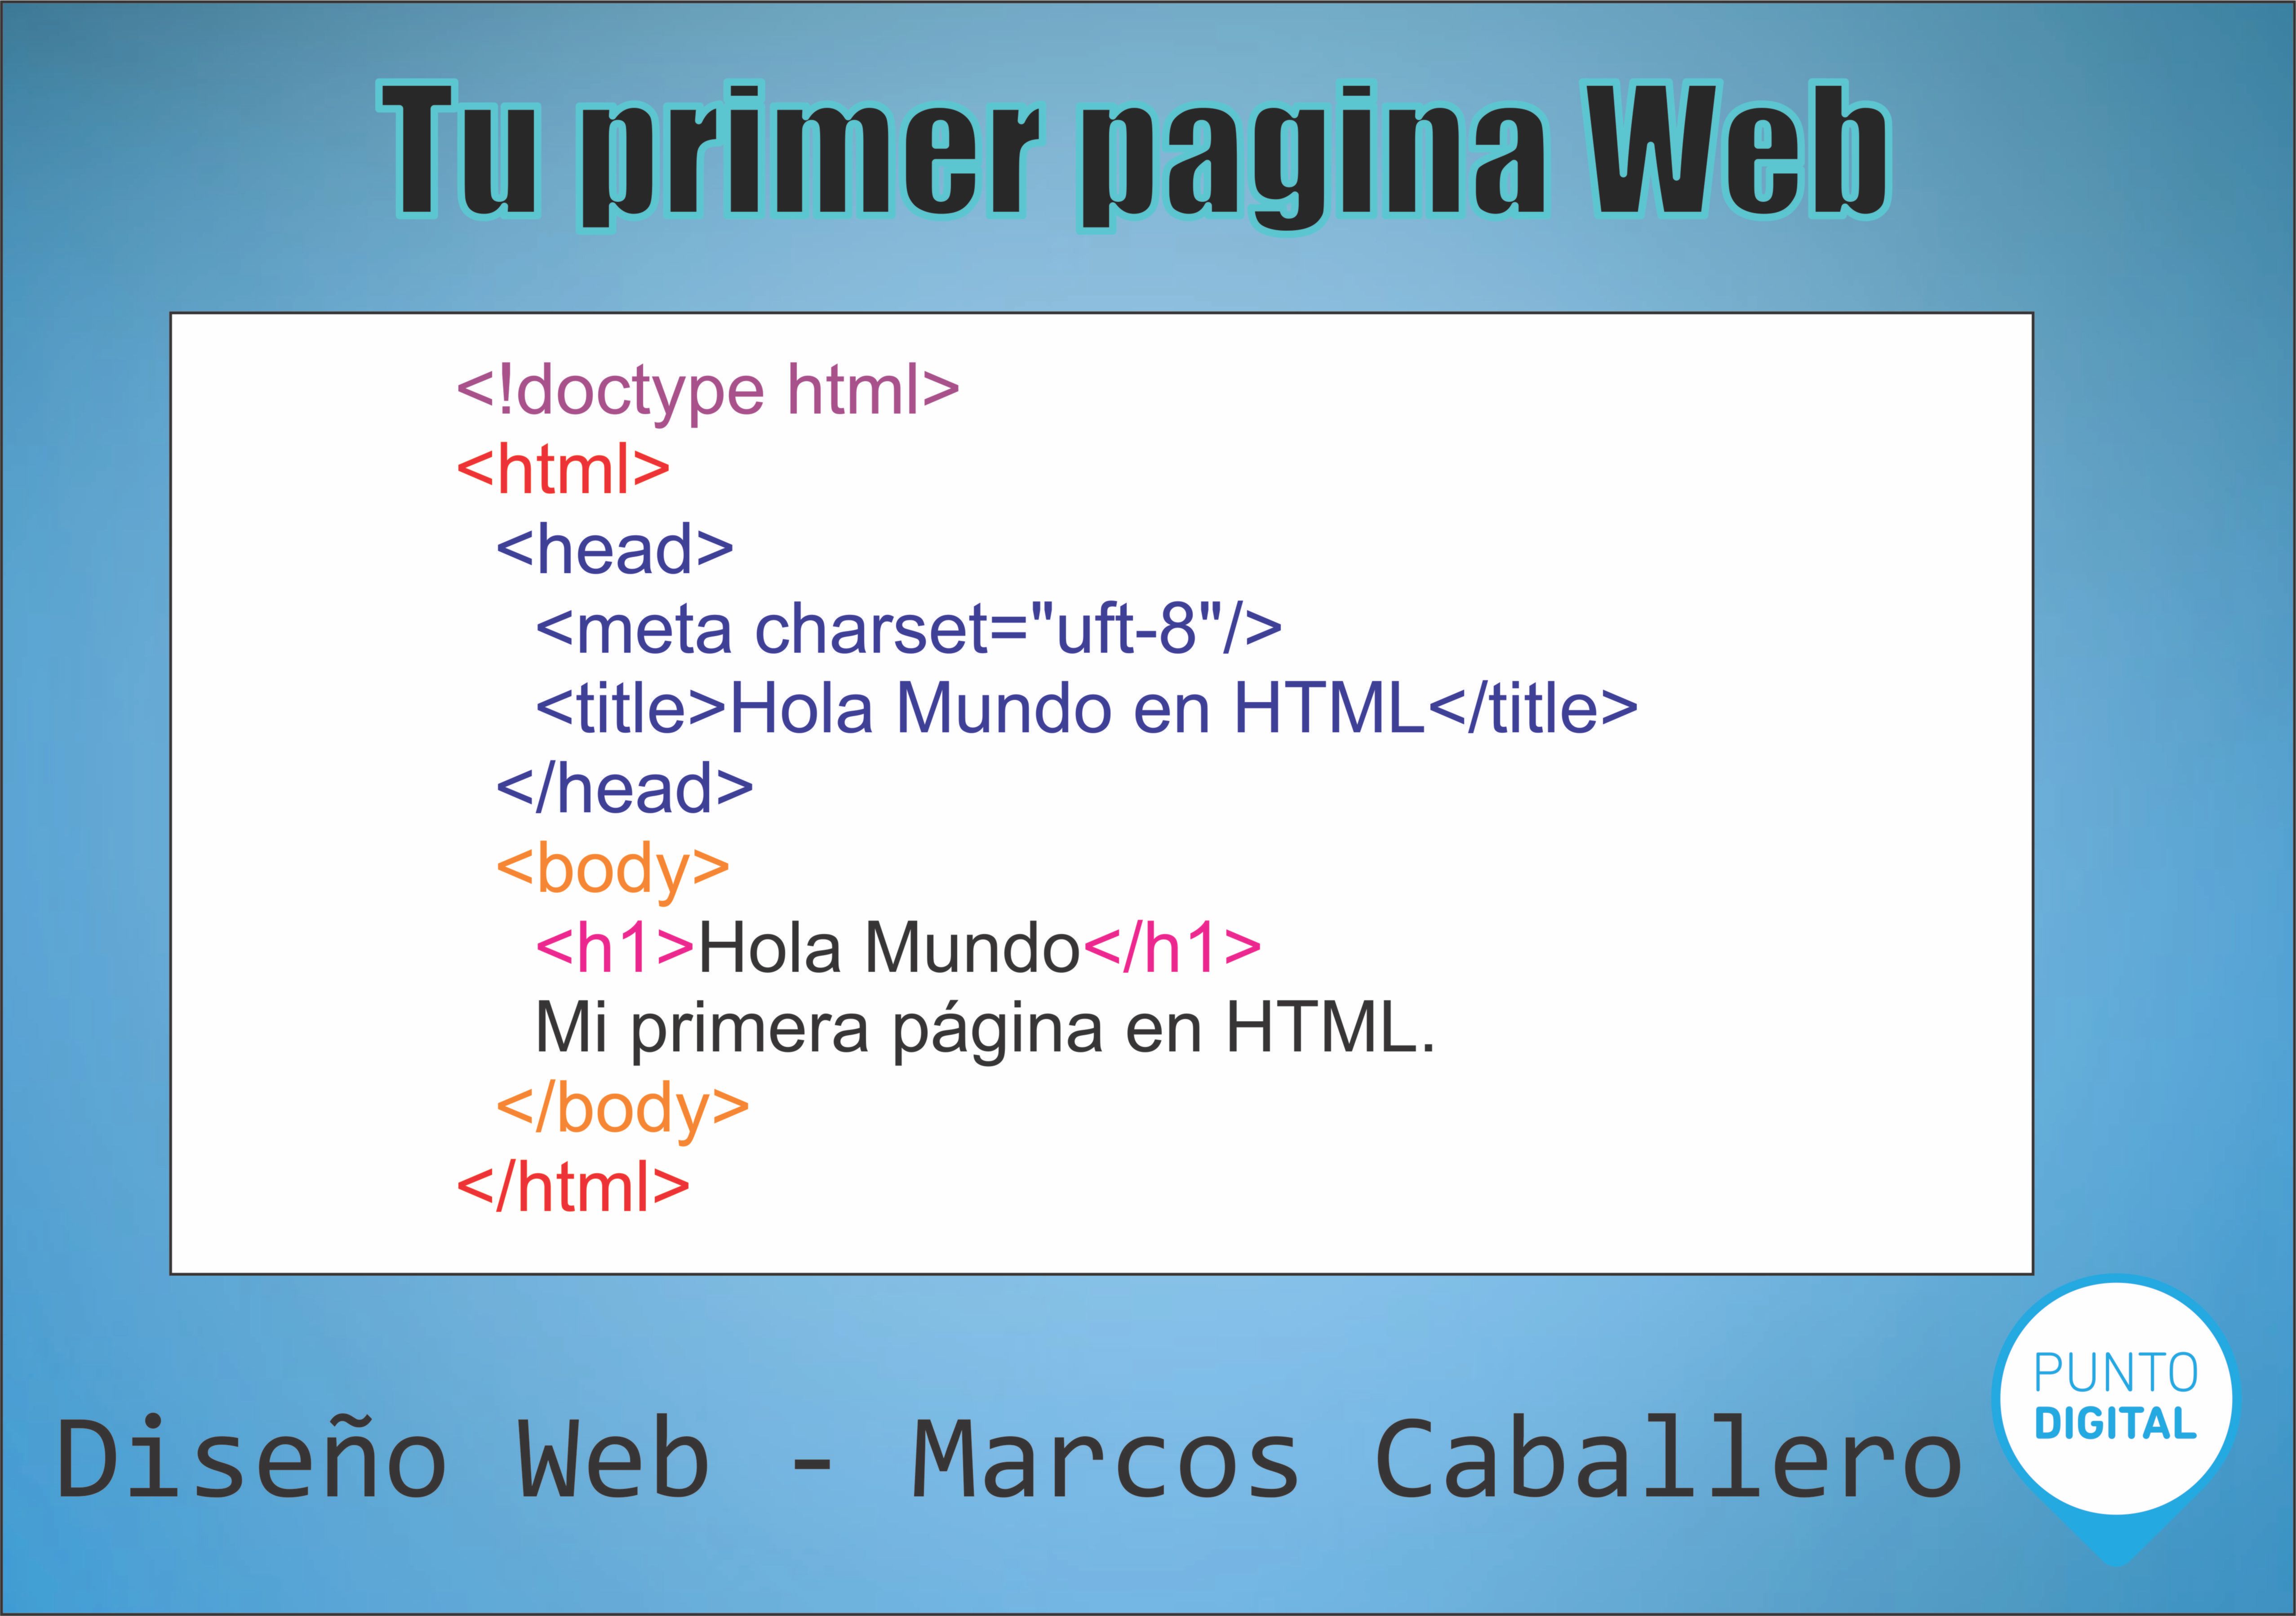 Tu primer pagina Web
<!doctype html>
<html>
<head>
<meta charset="uft-8"/>
<title>Hola Mundo en HTML</title>
</head>
<body>
<h1>Hola Mundo</h1>
Mi primera página en HTML.
</body>
</html>
Diseño Web - Marcos Caballero
PUNTO
DIGITAL